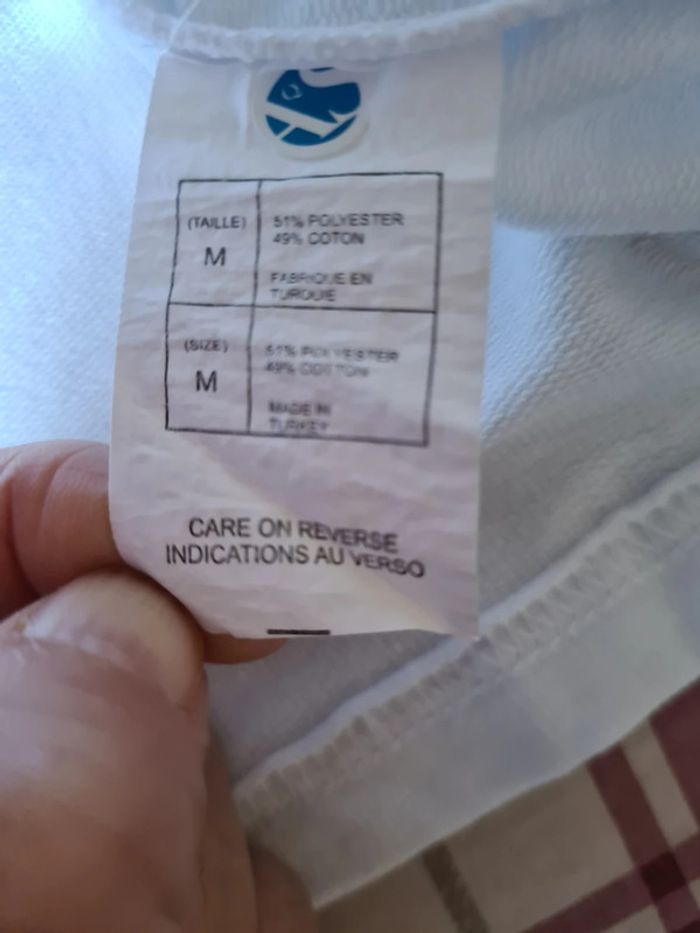 (TAILLE)
M
51% POLYESTER
49% COTON
FABRIQUE EN
TURQUIE
(SIZE)
M
51% POLYESTER
49% COTTON
MADE IN
TURKEY
CARE ON REVERSE
INDICATIONS AU VERSO